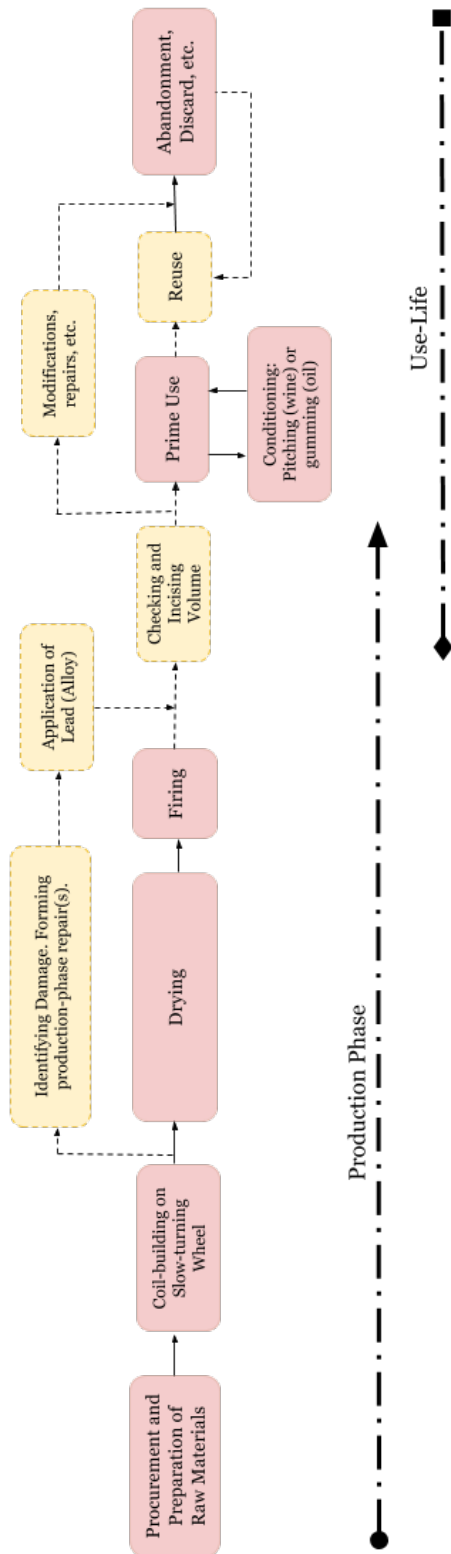 Procurement and
Preparation of
Raw Materials
Coil-building on
Slow-turning
Wheel
Identifying Damage. Forming
production-phase repair(s).
Drying
Firing
Application of
Lead (Alloy)
Checking and
Incising
Volume
Modifications,
repairs, etc.
Prime Use
Conditioning:
Pitching (wine) or
gumming (oil)
Reuse
Abandonment,
Discard, etc.
Production Phase
Use-Life